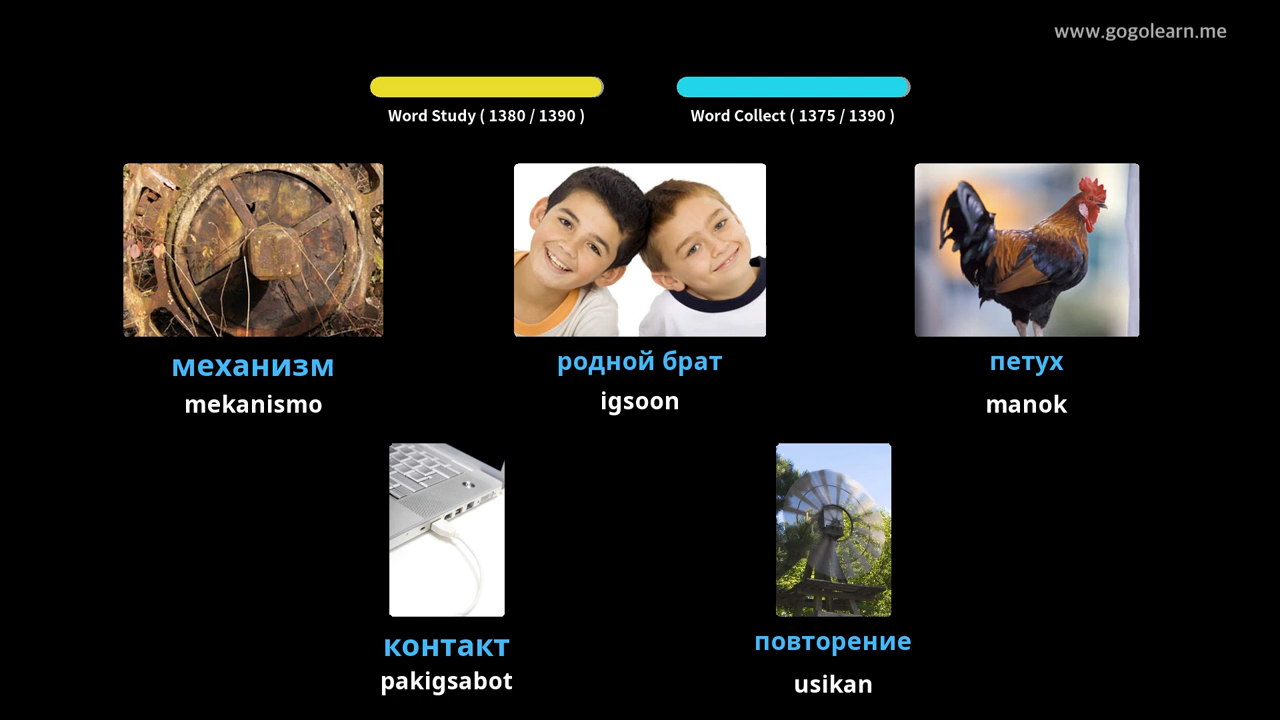 www.gogolearn.me
Word Study ( 1380 / 1390 )
Word Collect ( 1375 / 1390 )
механизм
mekanismo
родной брат
igsoon
петух
manok
контакт
pakigsabot
повторение
usikan